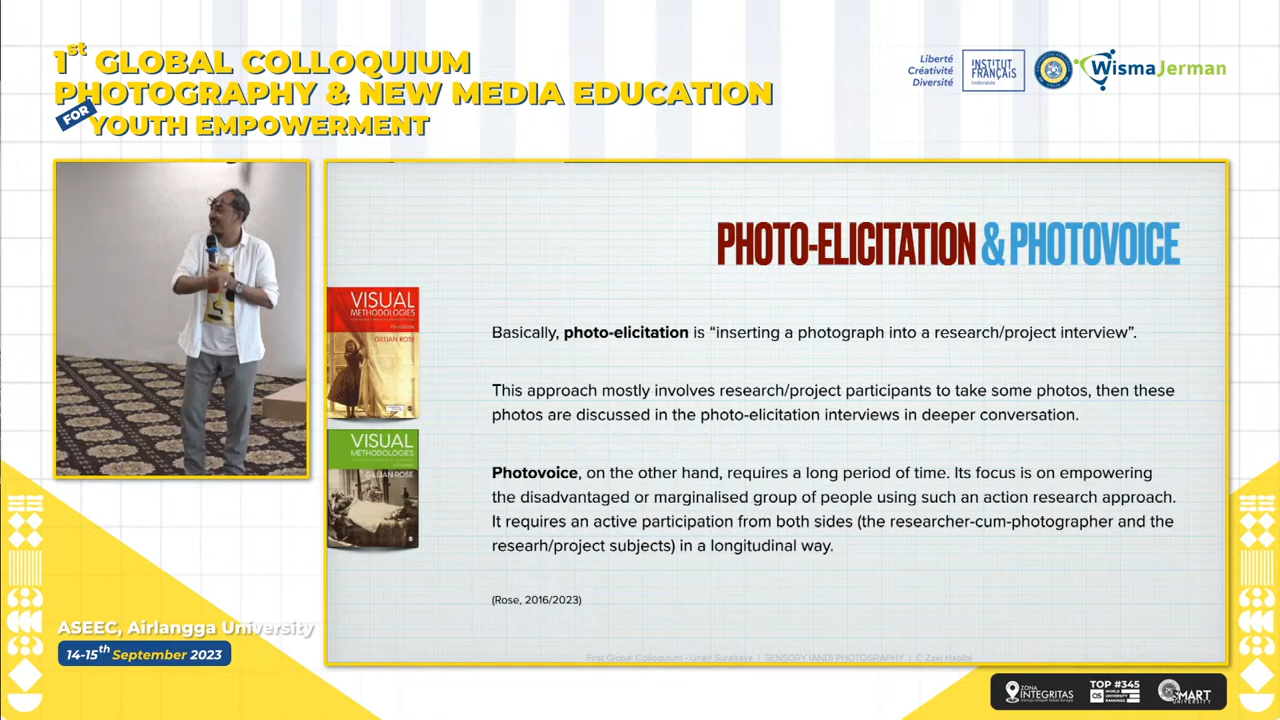 1st GLOBAL COLLOQUIUM
PHOTOGRAPHY & NEW MEDIA EDUCATION
FOR YOUTH EMPOWERMENT
Liberté
Créativité
Diversité
INSTITUT
FRANÇAIS
Indonésie
WismaJerman
PHOTO-ELICITATION & PHOTOVOICE
VISUAL
METHODOLOGIES
GILLIAN ROSE
VISUAL
METHODOLOGIES
GILLIAN ROSE
Basically, photo-elicitation is “inserting a photograph into a research/project interview”.
This approach mostly involves research/project participants to take some photos, then these
photos are discussed in the photo-elicitation interviews in deeper conversation.
Photovoice, on the other hand, requires a long period of time. Its focus is on empowering
the disadvantaged or marginalised group of people using such an action research approach.
It requires an active participation from both sides (the researcher-cum-photographer and the
researh/project subjects) in a longitudinal way.
(Rose, 2016/2023)
First Global Colloquium - Unair Surabaya | SENSORY (AND) PHOTOGRAPHY | © Zaki Habibi
ASEEC, Airlangga University
14-15th September 2023
ZONA
INTEGRITAS
TOP #345
QS WORLD
UNIVERSITY
RANKINGS
SMART
UNIVERSITY